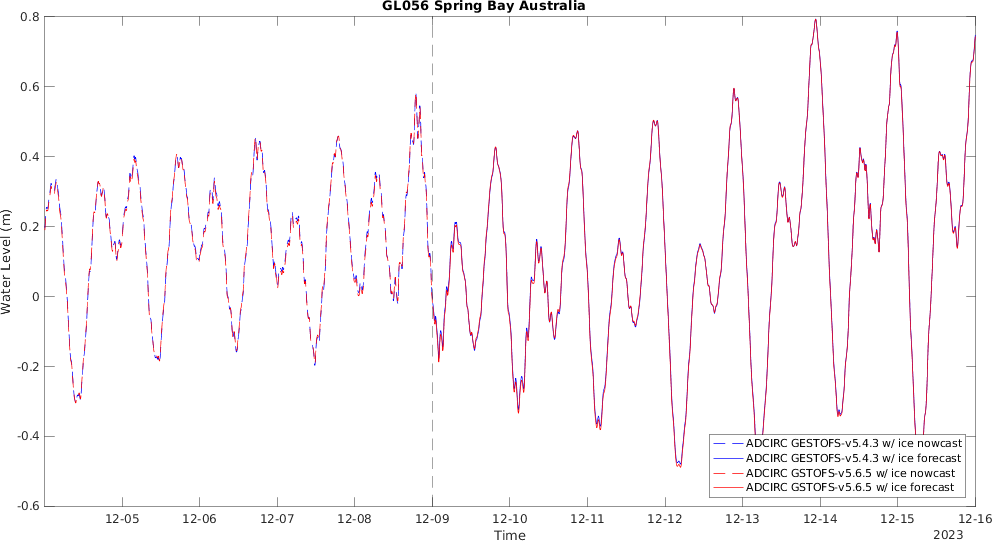 GL056 Spring Bay Australia
0.8
0.6
0.4
0.2
0
-0.2
-0.4
-0.6
Water Level (m)
ADCIRC GESTOFS-v5.4.3 w/ ice nowcast
ADCIRC GESTOFS-v5.4.3 w/ ice forecast
ADCIRC GSTOFS-v5.6.5 w/ ice nowcast
ADCIRC GSTOFS-v5.6.5 w/ ice forecast
12-05 12-06 12-07 12-08 12-09 12-10 12-11 12-12 12-13 12-14 12-15 12-16
Time
2023